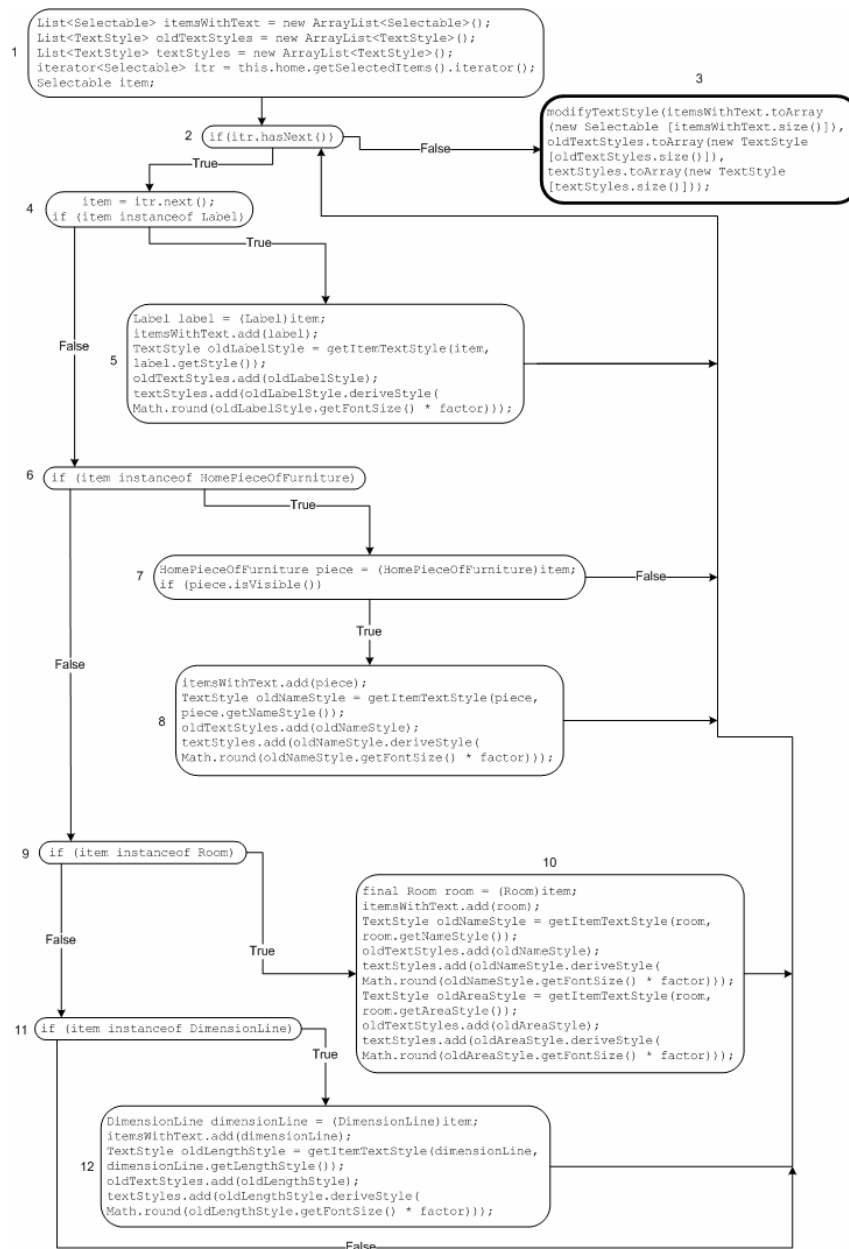 1
List<Selectable> itemsWithText = new ArrayList<Selectable>();
List<TextStyle> oldTextStyles = new ArrayList<TextStyle>();
List<TextStyle> textStyles = new ArrayList<TextStyle>();
iterator<Selectable> itr = this.home.getSelectedItems().iterator();
Selectable item;
3
modifyTextStyle(itemsWithText.toArray
(new Selectable [itemsWithText.size()]),
oldTextStyles.toArray(new TextStyle
[oldTextStyles.size()]),
textStyles.toArray(new TextStyle
[textStyles.size()]));
2
if(itr.hasNext())
False
True
4
item = itr.next();
if (item instanceof Label)
True
False
5
Label label = (Label)item;
itemsWithText.add(label);
TextStyle oldLabelStyle = getItemTextStyle(item,
label.getStyle());
oldTextStyles.add(oldLabelStyle);
textStyles.add(oldLabelStyle.deriveStyle(
Math.round(oldLabelStyle.getFontSize() * factor)));
6
if (item instanceof HomePieceOfFurniture)
True
7
HomePieceOfFurniture piece = (HomePieceOfFurniture)item;
if (piece.isVisible())
False
True
False
8
itemsWithText.add(piece);
TextStyle oldNameStyle = getItemTextStyle(piece,
piece.getNameStyle());
oldTextStyles.add(oldNameStyle);
textStyles.add(oldNameStyle.deriveStyle(
Math.round(oldNameStyle.getFontSize() * factor)));
9
if (item instanceof Room)
10
final Room room = (Room)item;
itemsWithText.add(room);
TextStyle oldNameStyle = getItemTextStyle(room,
room.getNameStyle());
oldTextStyles.add(oldNameStyle);
textStyles.add(oldNameStyle.deriveStyle(
Math.round(oldNameStyle.getFontSize() * factor)));
TextStyle oldAreaStyle = getItemTextStyle(room,
room.getAreaStyle());
oldTextStyles.add(oldAreaStyle);
textStyles.add(oldAreaStyle.deriveStyle(
Math.round(oldAreaStyle.getFontSize() * factor)));
False
True
11
if (item instanceof DimensionLine)
True
12
DimensionLine dimensionLine = (DimensionLine)item;
itemsWithText.add(dimensionLine);
TextStyle oldLengthStyle = getItemTextStyle(dimensionLine,
dimensionLine.getLengthStyle());
oldTextStyles.add(oldLengthStyle);
textStyles.add(oldLengthStyle.deriveStyle(
Math.round(oldLengthStyle.getFontSize() * factor)));
False